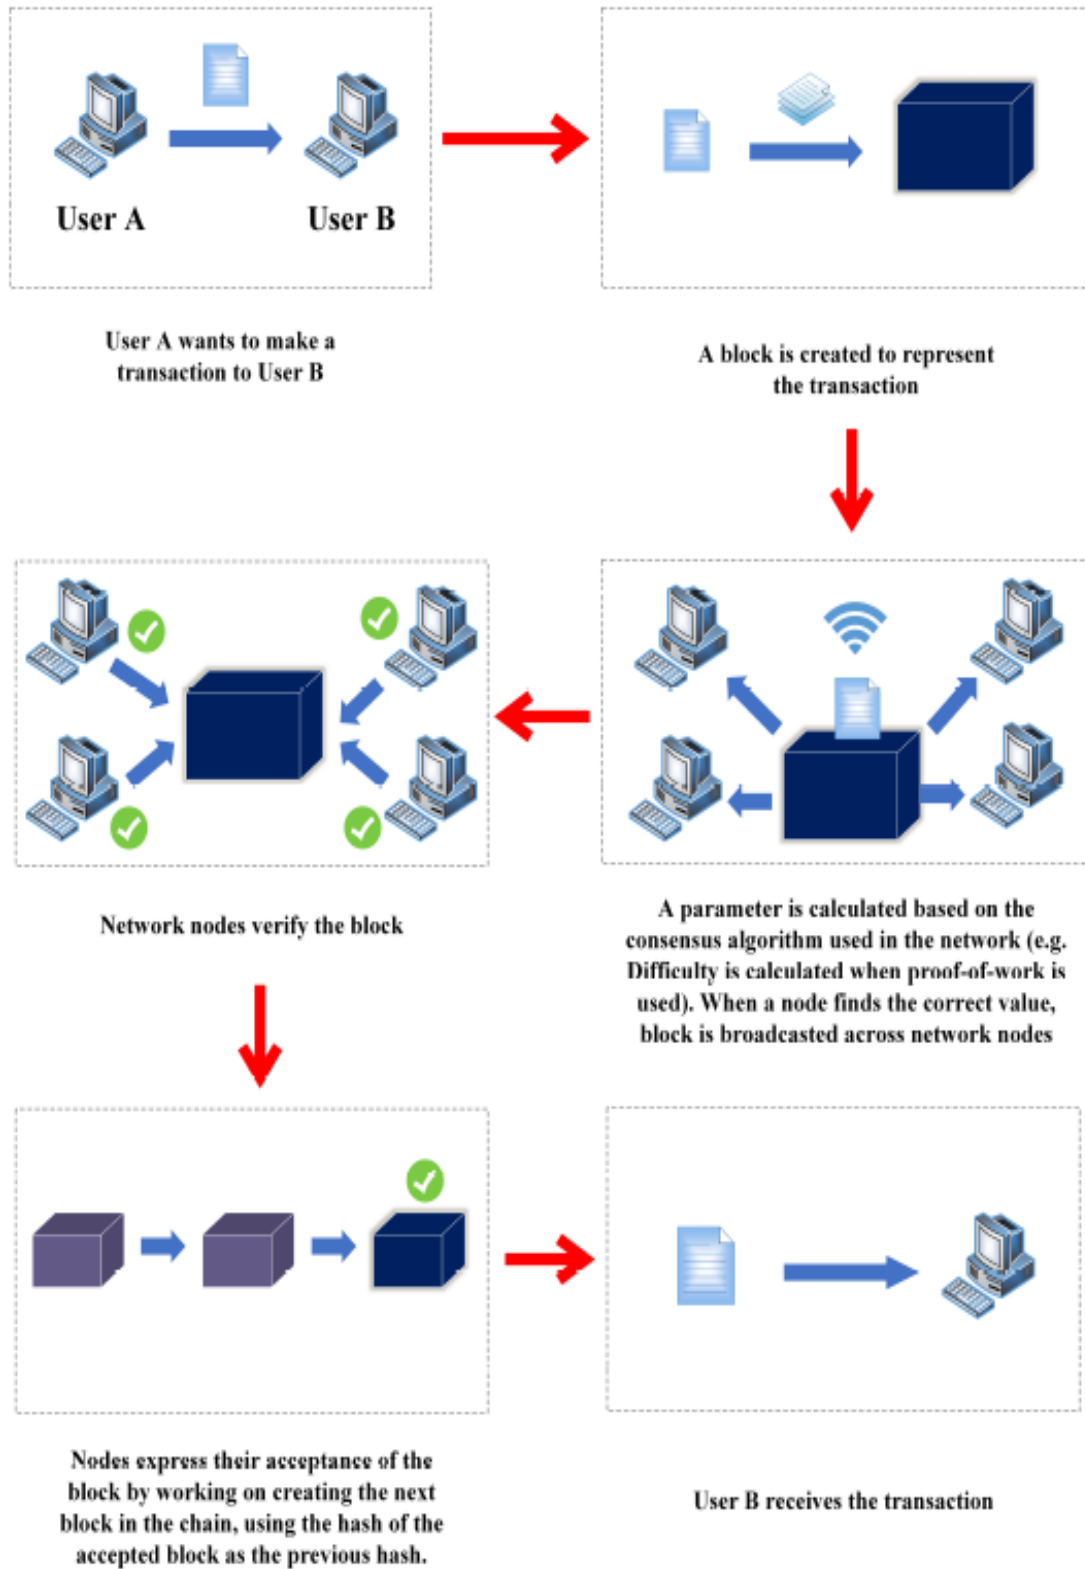 User A
User B
User A wants to make a
transaction to User B
A block is created to represent
the transaction
A parameter is calculated based on the
consensus algorithm used in the network (e.g.
Difficulty is calculated when proof-of-work is
used). When a node finds the correct value,
block is broadcasted across network nodes
Network nodes verify the block
Nodes express their acceptance of the
block by working on creating the next
block in the chain, using the hash of the
accepted block as the previous hash.
User B receives the transaction